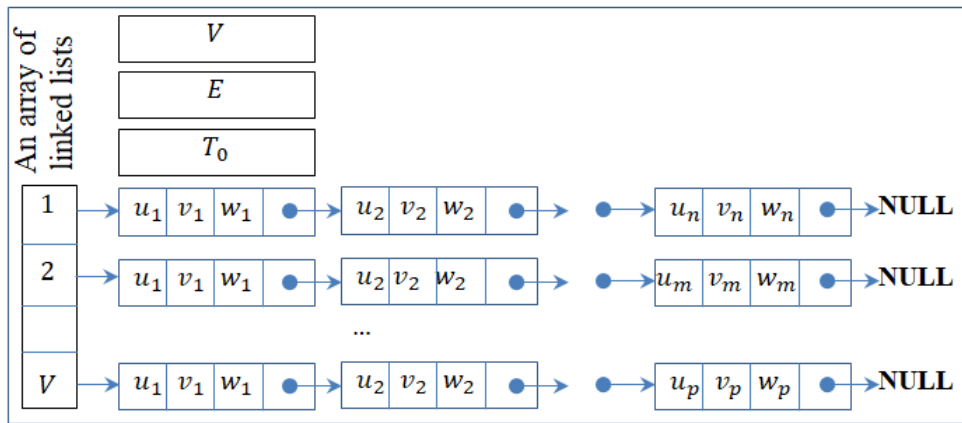 An array of
linked lists
V
E
T₀
1 u₁ v₁ w₁ u₂ v₂ w₂ uₙ vₙ wₙ NULL
2 u₁ v₁ w₁ u₂ v₂ w₂ uₘ vₘ wₘ NULL
...
V u₁ v₁ w₁ u₂ v₂ w₂ uₚ vₚ wₚ NULL